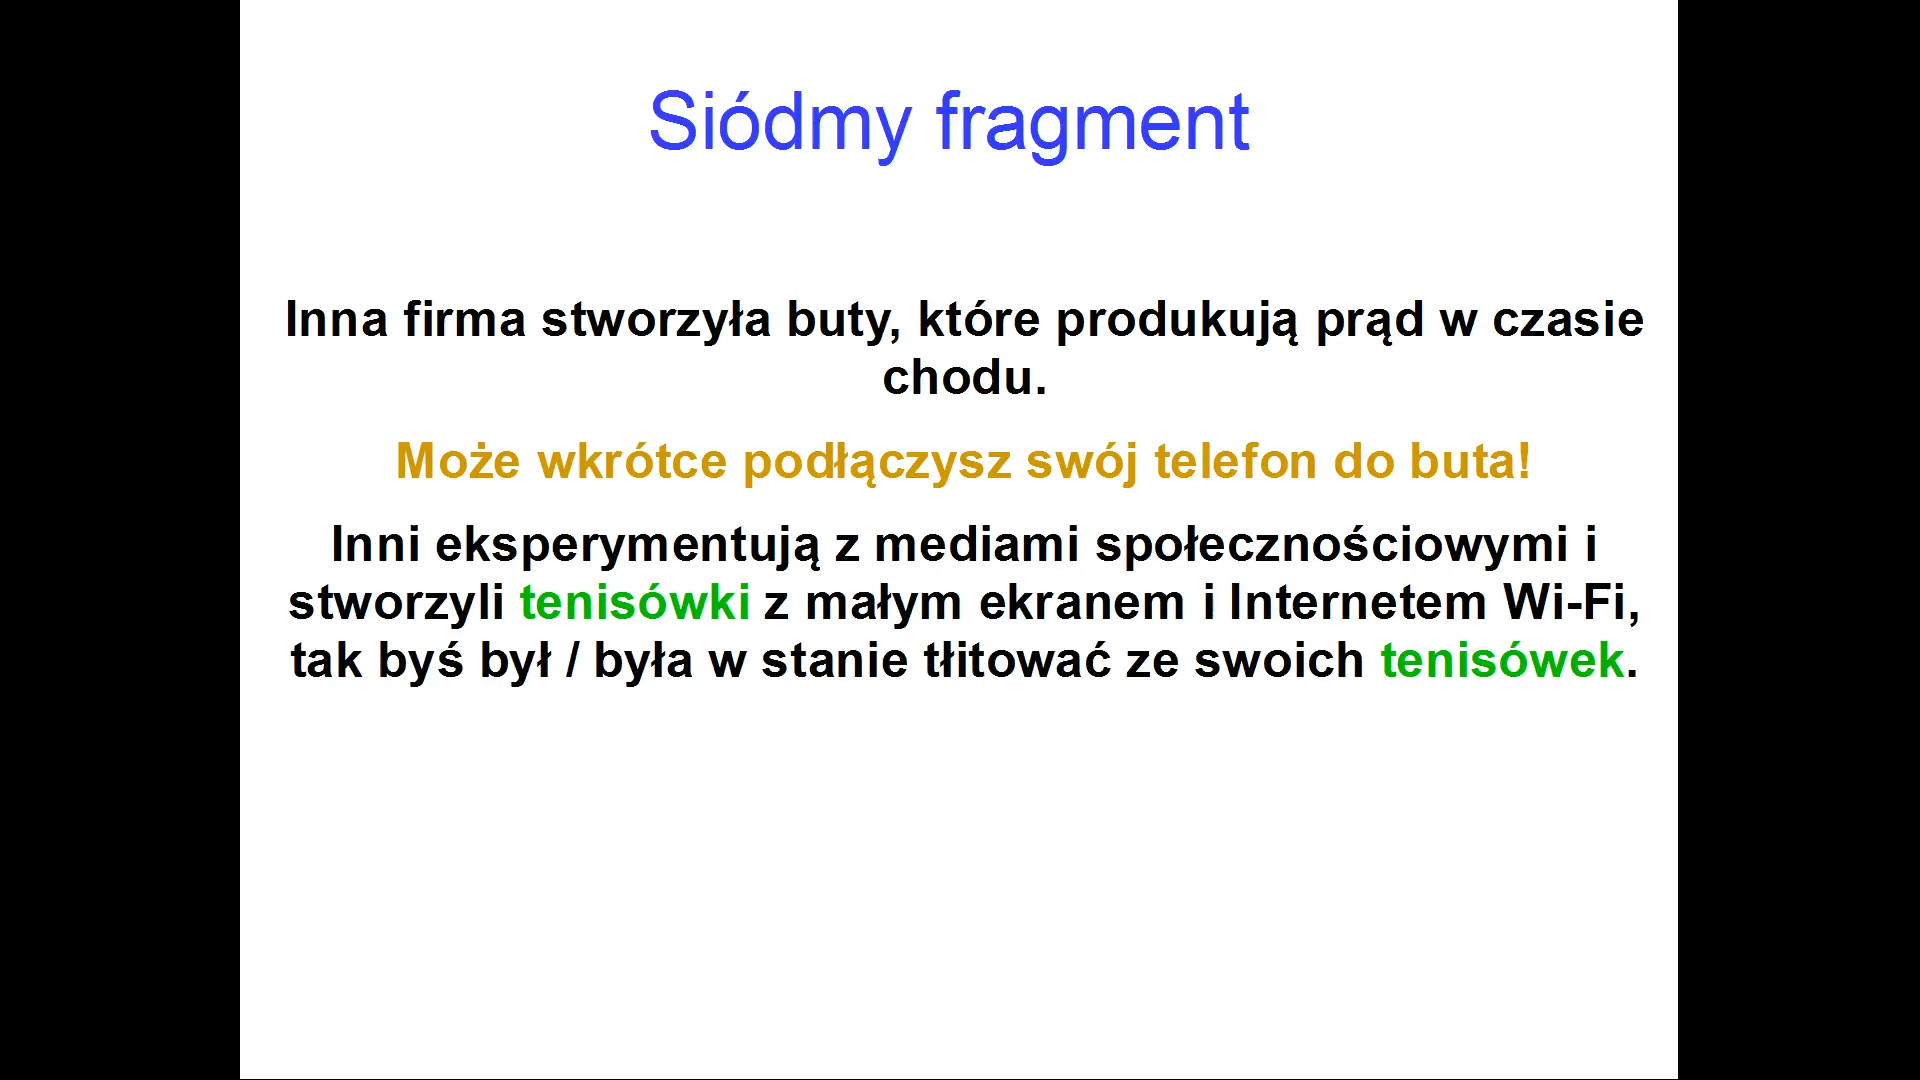 Siódmy fragment
Inna firma stworzyła buty, które produkują prąd w czasie
chodu.
Może wkrótce podłączysz swój telefon do buta!
Inni eksperymentują z mediami społecznościowymi i
stworzyli tenisówki z małym ekranem i Internetem Wi-Fi,
tak byś był / była w stanie tłitować ze swoich tenisówek.